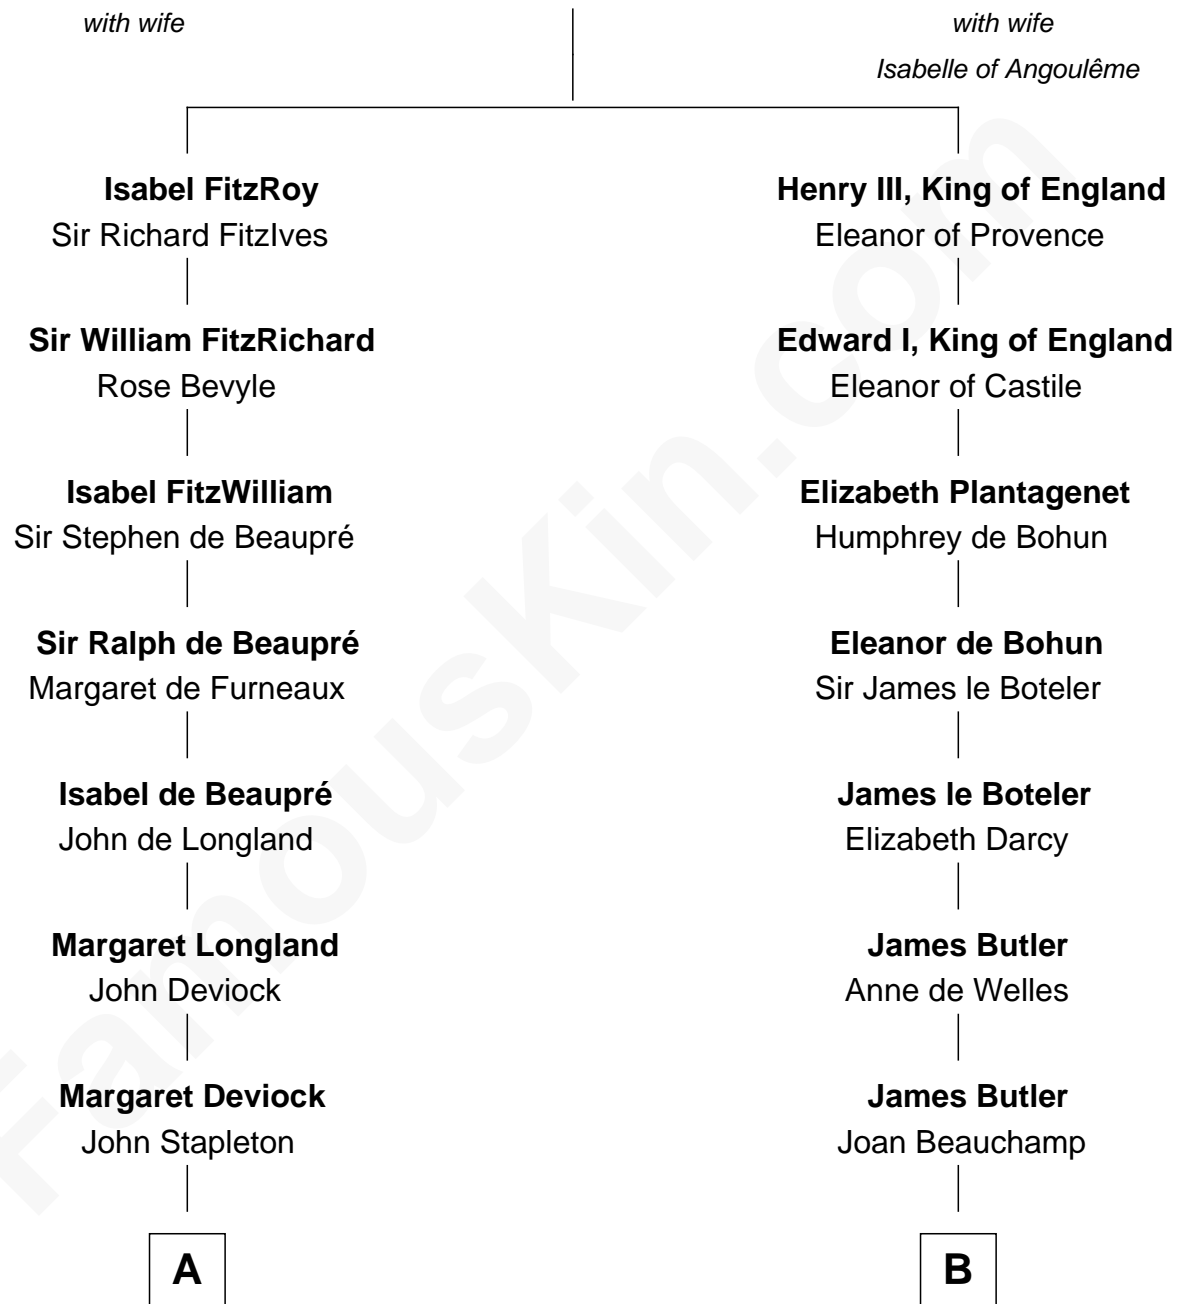 with wife
with wife
Isabelle of Angoulême
Isabel FitzRoy
Sir Richard FitzIves
Henry III, King of England
Eleanor of Provence
Sir William FitzRichard
Rose Bevyle
Edward I, King of England
Eleanor of Castile
Isabel FitzWilliam
Sir Stephen de Beaupré
Elizabeth Plantagenet
Humphrey de Bohun
Sir Ralph de Beaupré
Margaret de Furneaux
Eleanor de Bohun
Sir James le Boteler
Isabel de Beaupré
John de Longland
James le Boteler
Elizabeth Darcy
Margaret Longland
John Deviock
James Butler
Anne de Welles
Margaret Deviock
John Stapleton
James Butler
Joan Beauchamp
A
B
FamousKin.com